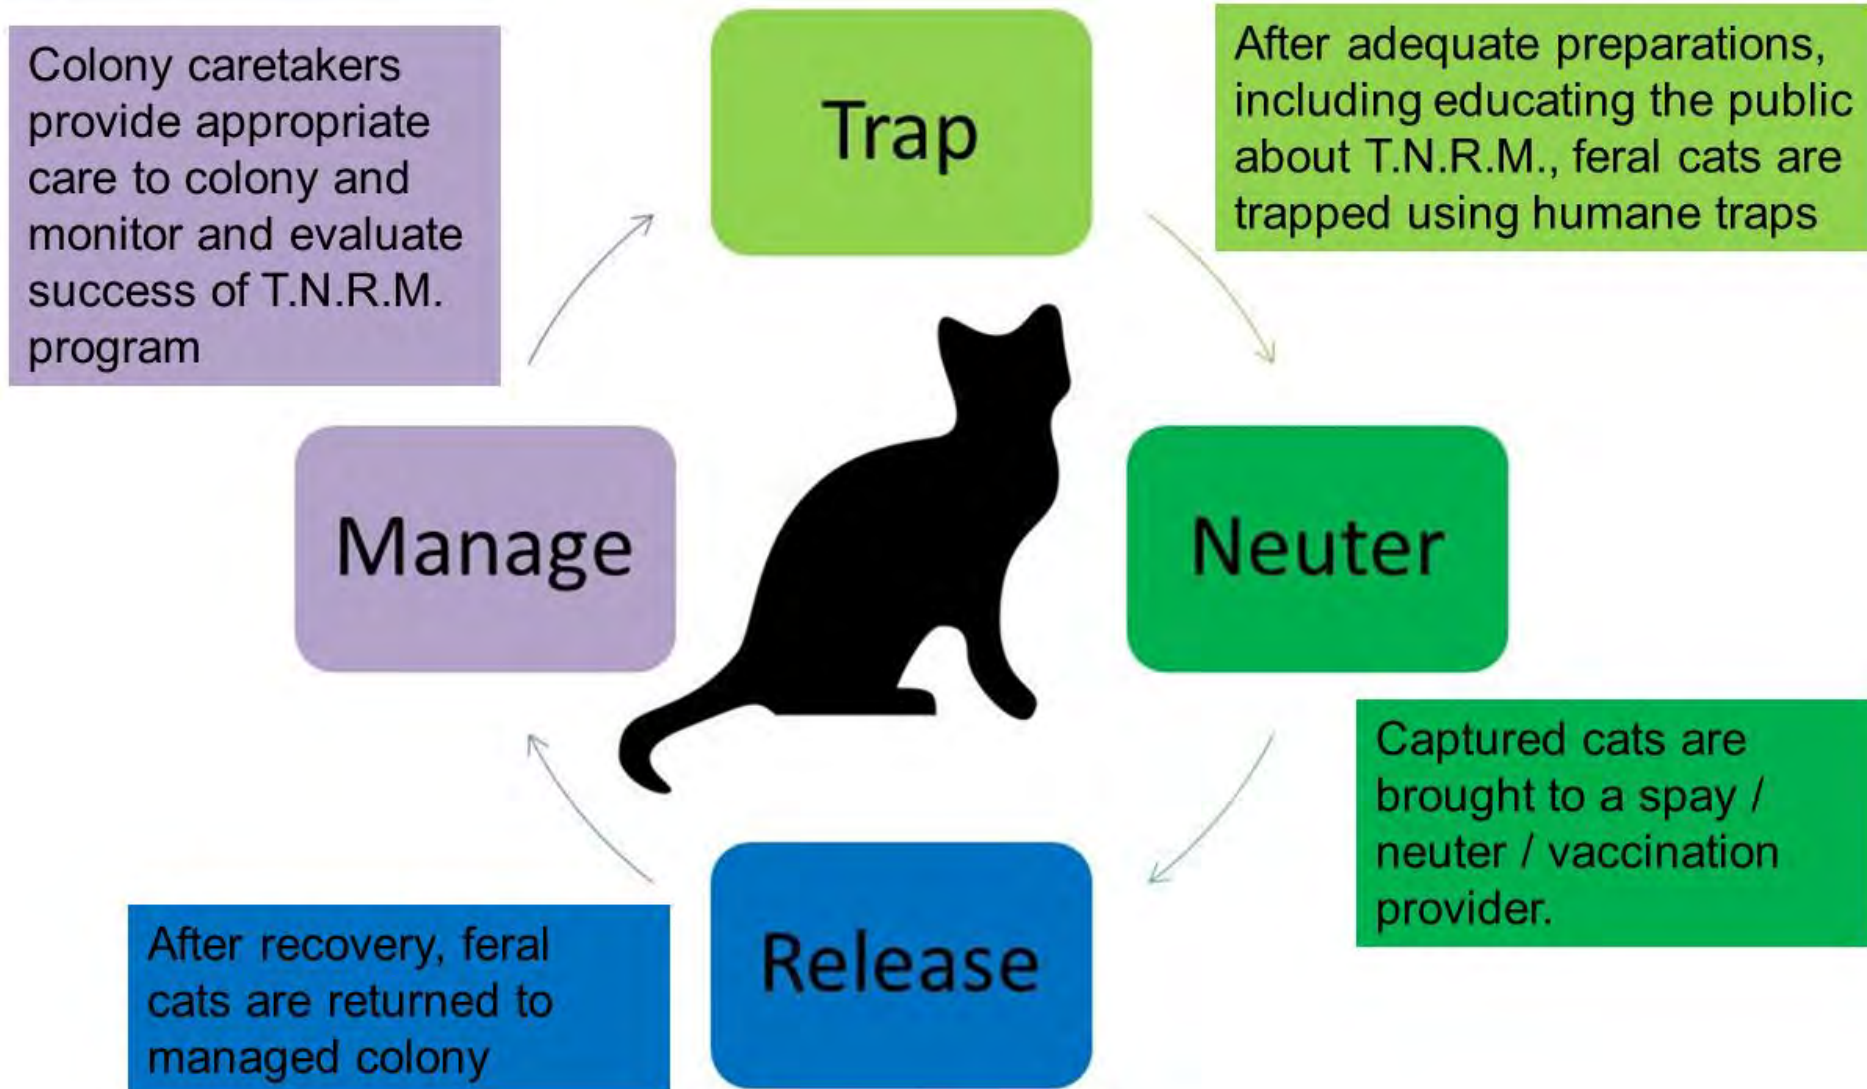 Trap
After adequate preparations,
including educating the public
about T.N.R.M., feral cats are
trapped using humane traps
Neuter
Captured cats are
brought to a spay /
neuter / vaccination
provider.
Release
After recovery, feral
cats are returned to
managed colony
Manage
Colony caretakers
provide appropriate
care to colony and
monitor and evaluate
success of T.N.R.M.
program